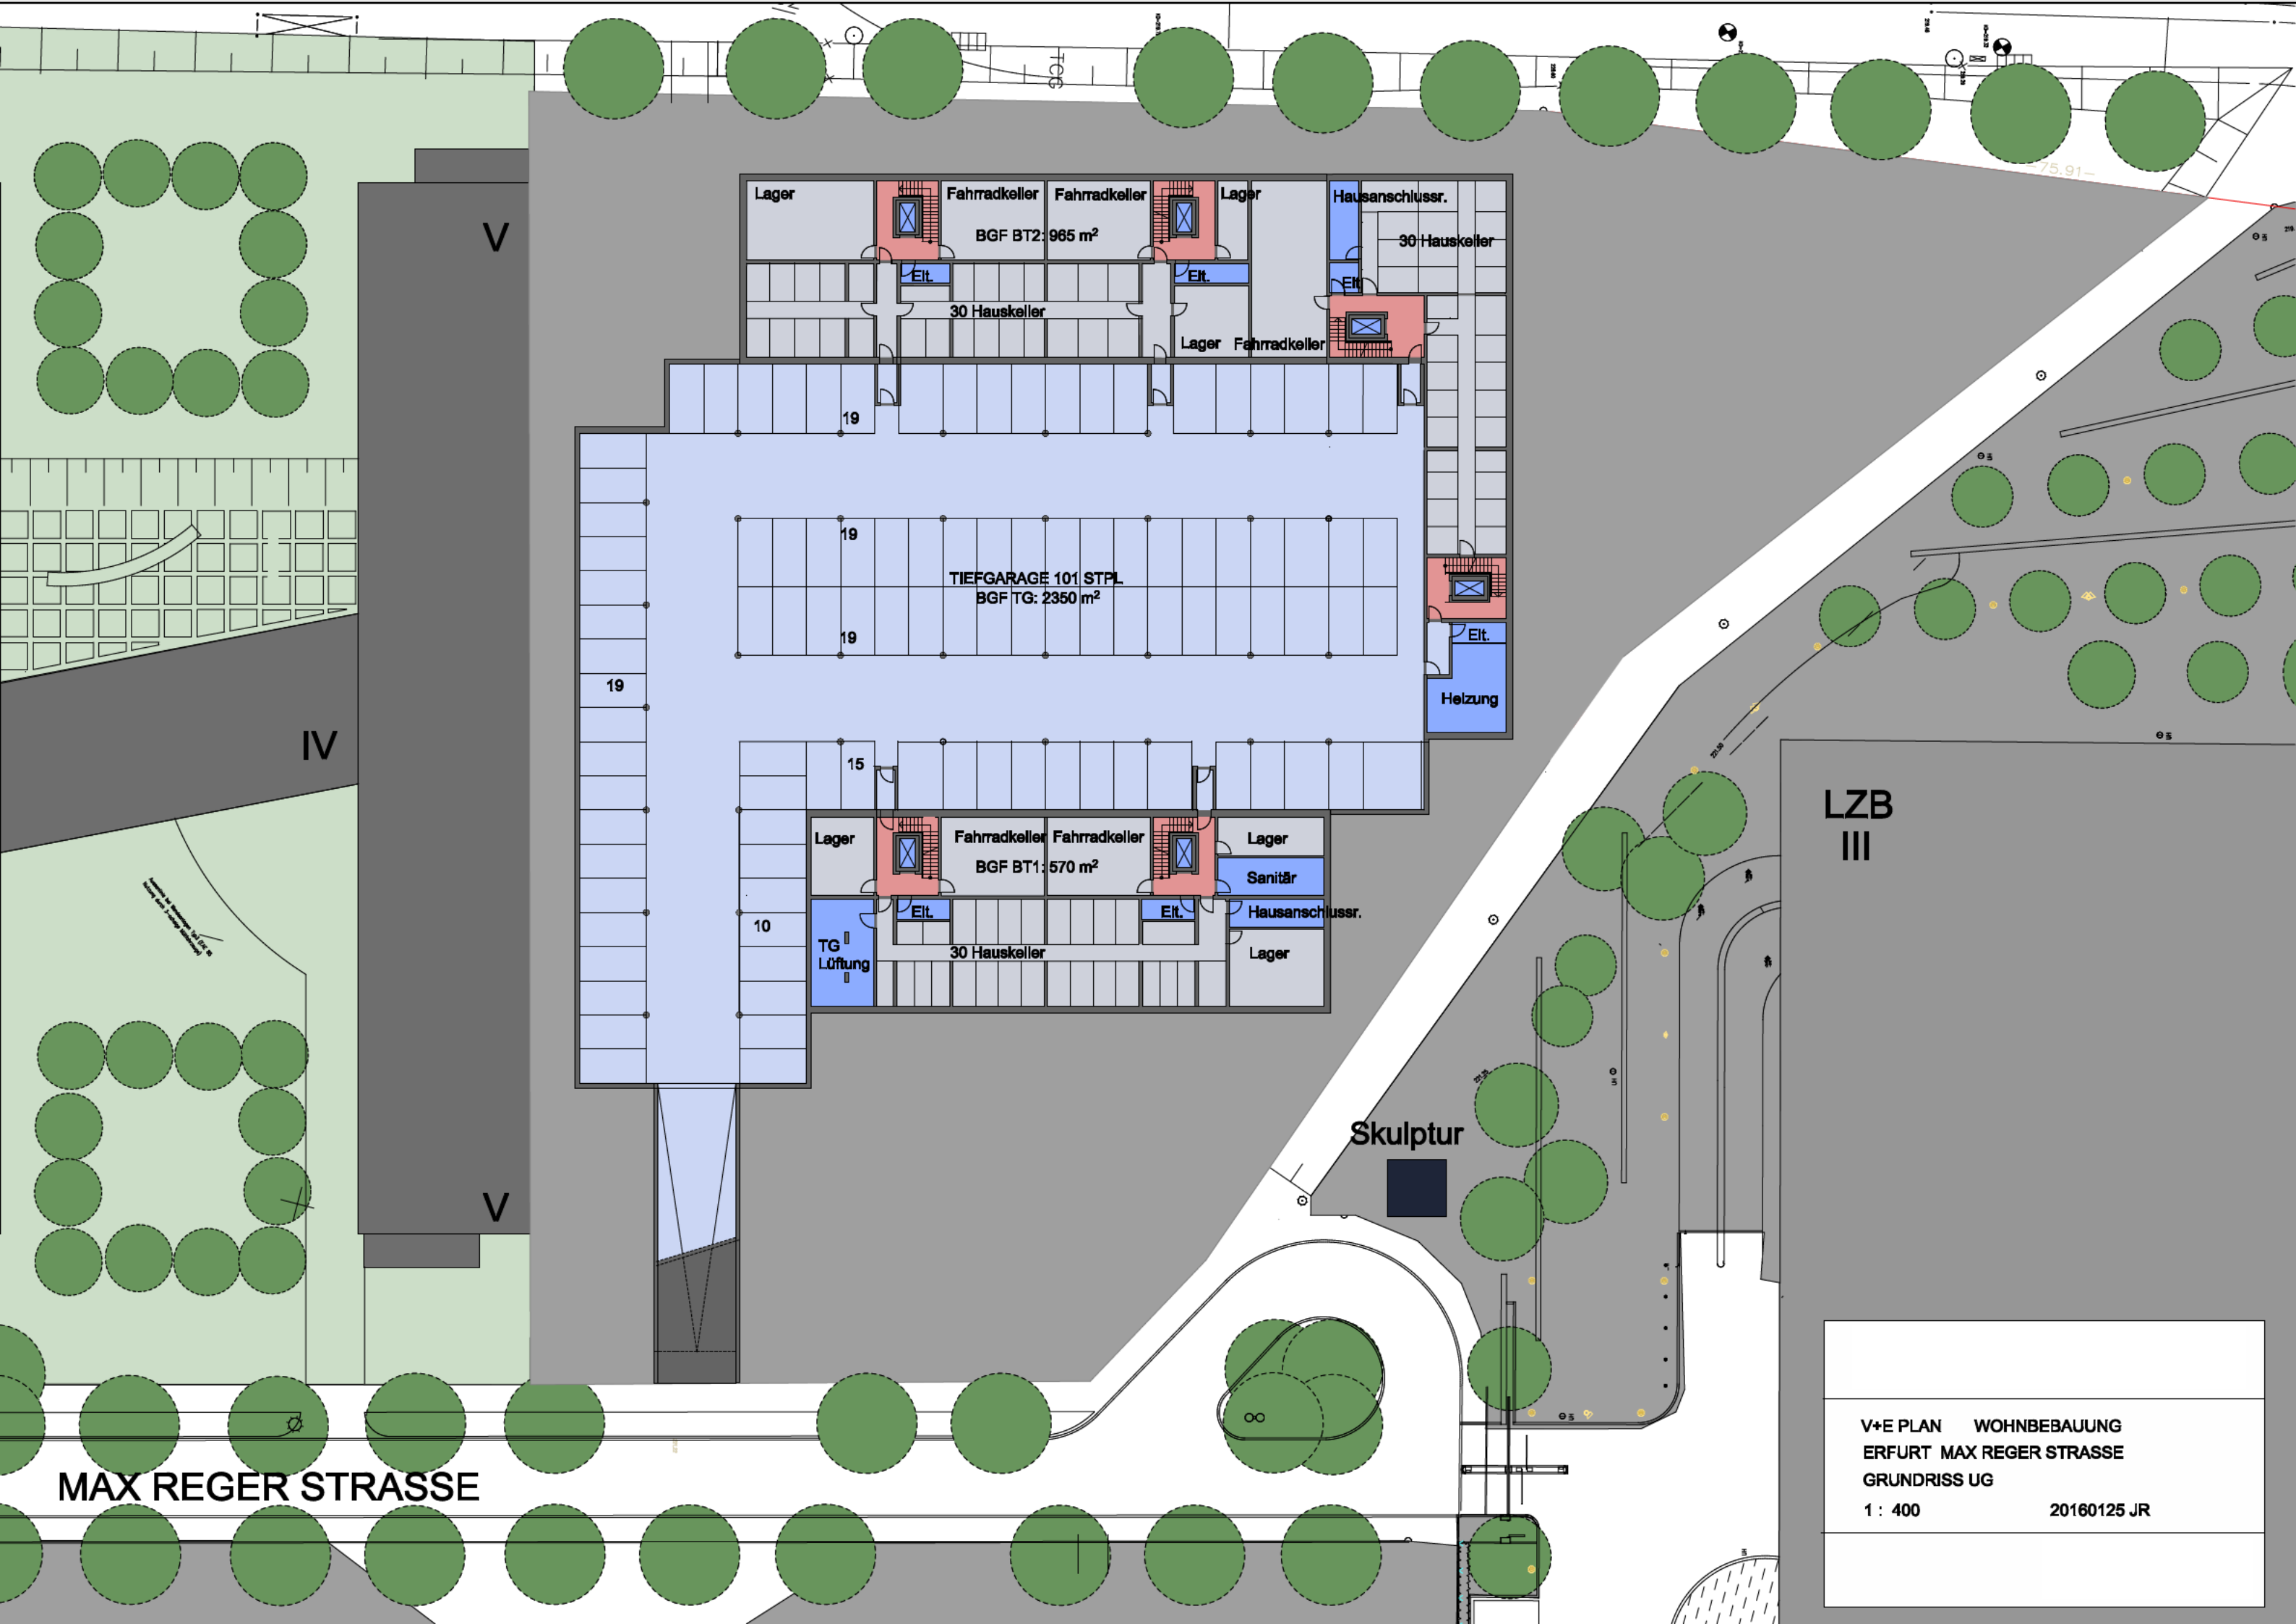 TCG
75.91
V
Lager
Fahrradkeller
Fahrradkeller
Lager
Hausanschlussr.
BGF BT2: 965 m²
30 Hauskeller
Elt.
Elt.
Elt.
30 Hauskeller
Lager
Fahrradkeller
19
19
TIEFGARAGE 101 STPL
BGF TG: 2350 m²
19
Elt.
19
Heizung
IV
15
LZB
III
Lager
Fahrradkeller
Fahrradkeller
Lager
BGF BT1: 570 m²
Sanitär
Elt.
Elt.
Hausanschlussr.
10
TG
Lüftung
30 Hauskeller
Lager
Skulptur
V
MAX REGER STRASSE
V+E PLAN WOHNBEBAUUNG
ERFURT MAX REGER STRASSE
GRUNDRISS UG
1 : 400 20160125 JR